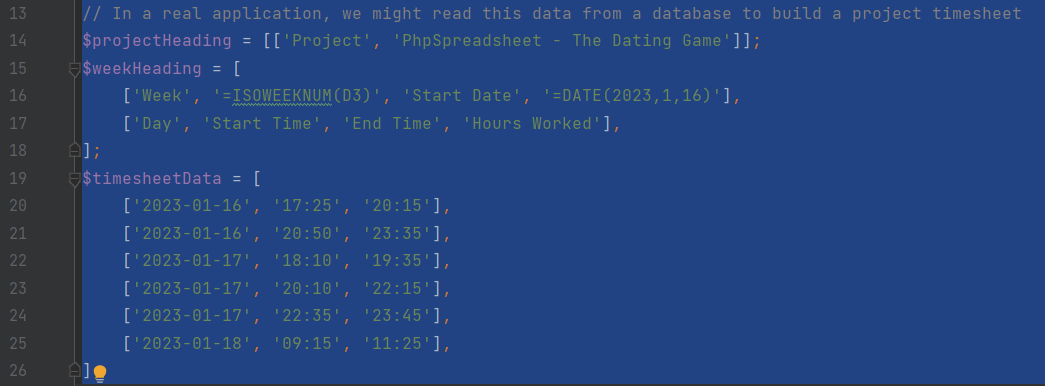 13 // In a real application, we might read this data from a database to build a project timesheet
14 $projectHeading = [['Project', 'PhpSpreadsheet - The Dating Game']];
15 $weekHeading = [
16     ['Week', '=ISOWEEKNUM(D3)', 'Start Date', '=DATE(2023,1,16)'],
17     ['Day', 'Start Time', 'End Time', 'Hours Worked'],
18 ];
19 $timesheetData = [
20     ['2023-01-16', '17:25', '20:15'],
21     ['2023-01-16', '20:50', '23:35'],
22     ['2023-01-17', '18:10', '19:35'],
23     ['2023-01-17', '20:10', '22:15'],
24     ['2023-01-17', '22:35', '23:45'],
25     ['2023-01-18', '09:15', '11:25'],
26 ]